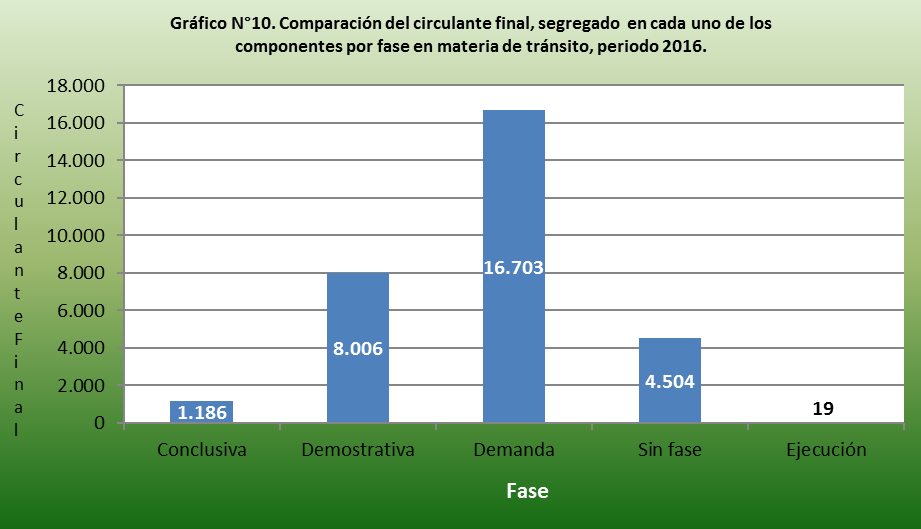 Gráfico N°10. Comparación del circulante final, segregado en cada uno de los
componentes por fase en materia de tránsito, periodo 2016.
Circulante Final
18.000
16.000
14.000
12.000
10.000
8.000
6.000
4.000
2.000
0
1.186
8.006
16.703
4.504
19
Conclusiva
Demostrativa
Demanda
Sin fase
Ejecución
Fase